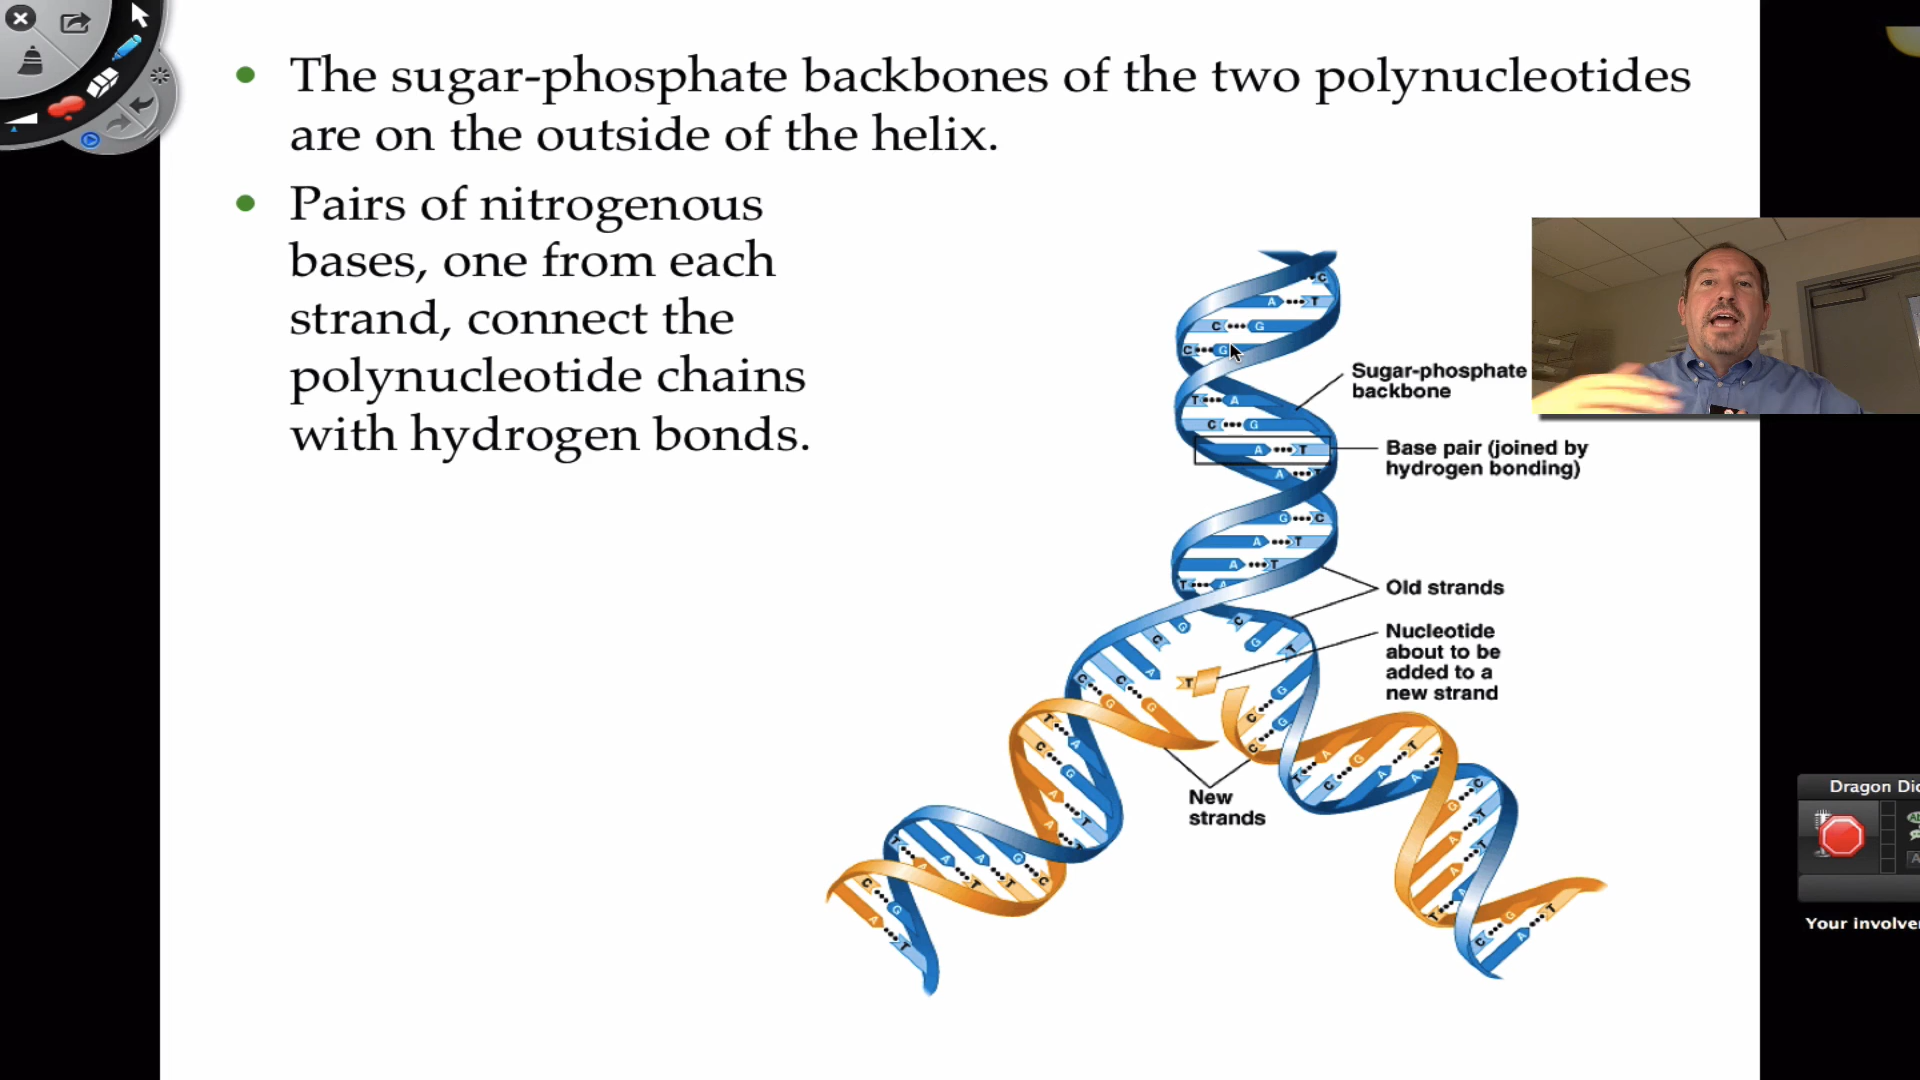 The sugar-phosphate backbones of the two polynucleotides
are on the outside of the helix.
Pairs of nitrogenous
bases, one from each
strand, connect the
polynucleotide chains
with hydrogen bonds.
C
A T
C G
C G
Sugar-phosphate
backbone
T A
C G
A T
Base pair (joined by
hydrogen bonding)
A
G C
A T
A T
T A
Old strands
Nucleotide
about to be
added to a
new strand
T
New
strands
Dragon
Your